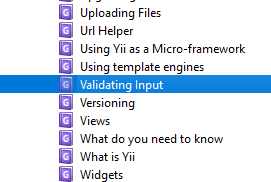 Uploading Files
Url Helper
Using Yii as a Micro-framework
Using template engines
Validating Input
Versioning
Views
What do you need to know
What is Yii
Widgets